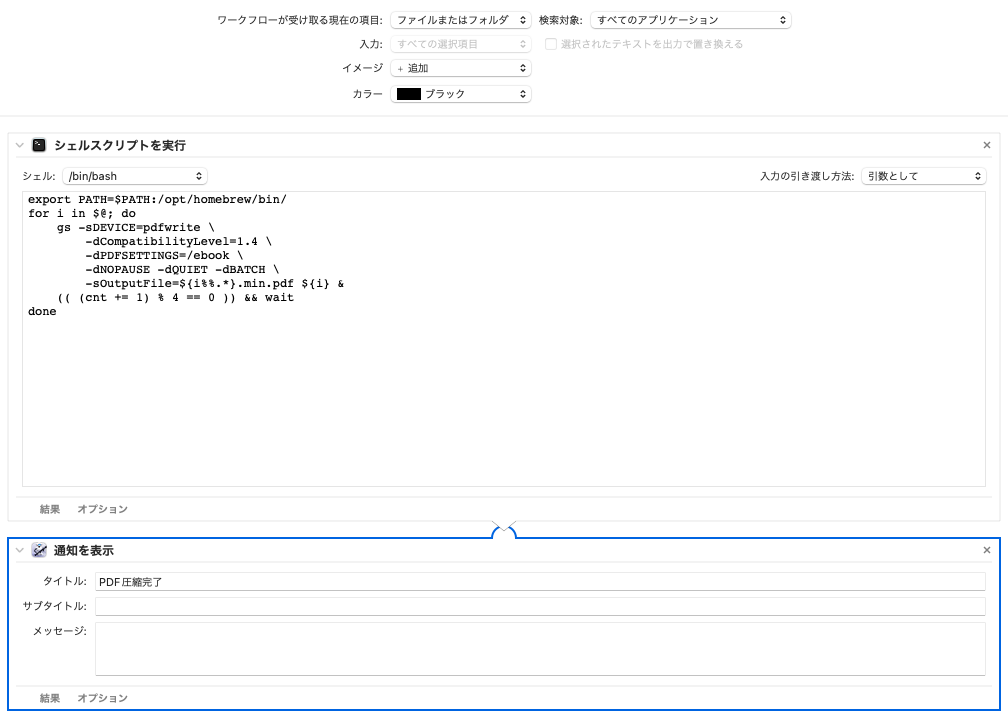 ワークフローが受け取る現在の項目: ファイルまたはフォルダ 検索対象: すべてのアプリケーション
入力: すべての選択項目 選択されたテキストを出力で置き換える
イメージ + 追加
カラー ブラック
シェルスクリプトを実行
シェル: /bin/bash 入力の引き渡し方法: 引数として
export PATH=$PATH:/opt/homebrew/bin/
for i in $@; do
    gs -sDEVICE=pdfwrite \
        -dCompatibilityLevel=1.4 \
        -dPDFSETTINGS=/ebook \
        -dNOPAUSE -dQUIET -dBATCH \
        -sOutputFile=${i%%.*}.min.pdf ${i} &
    (( (cnt += 1) % 4 == 0 )) && wait
done
結果 オプション
通知を表示
タイトル: PDF圧縮完了
サブタイトル:
メッセージ:
結果 オプション